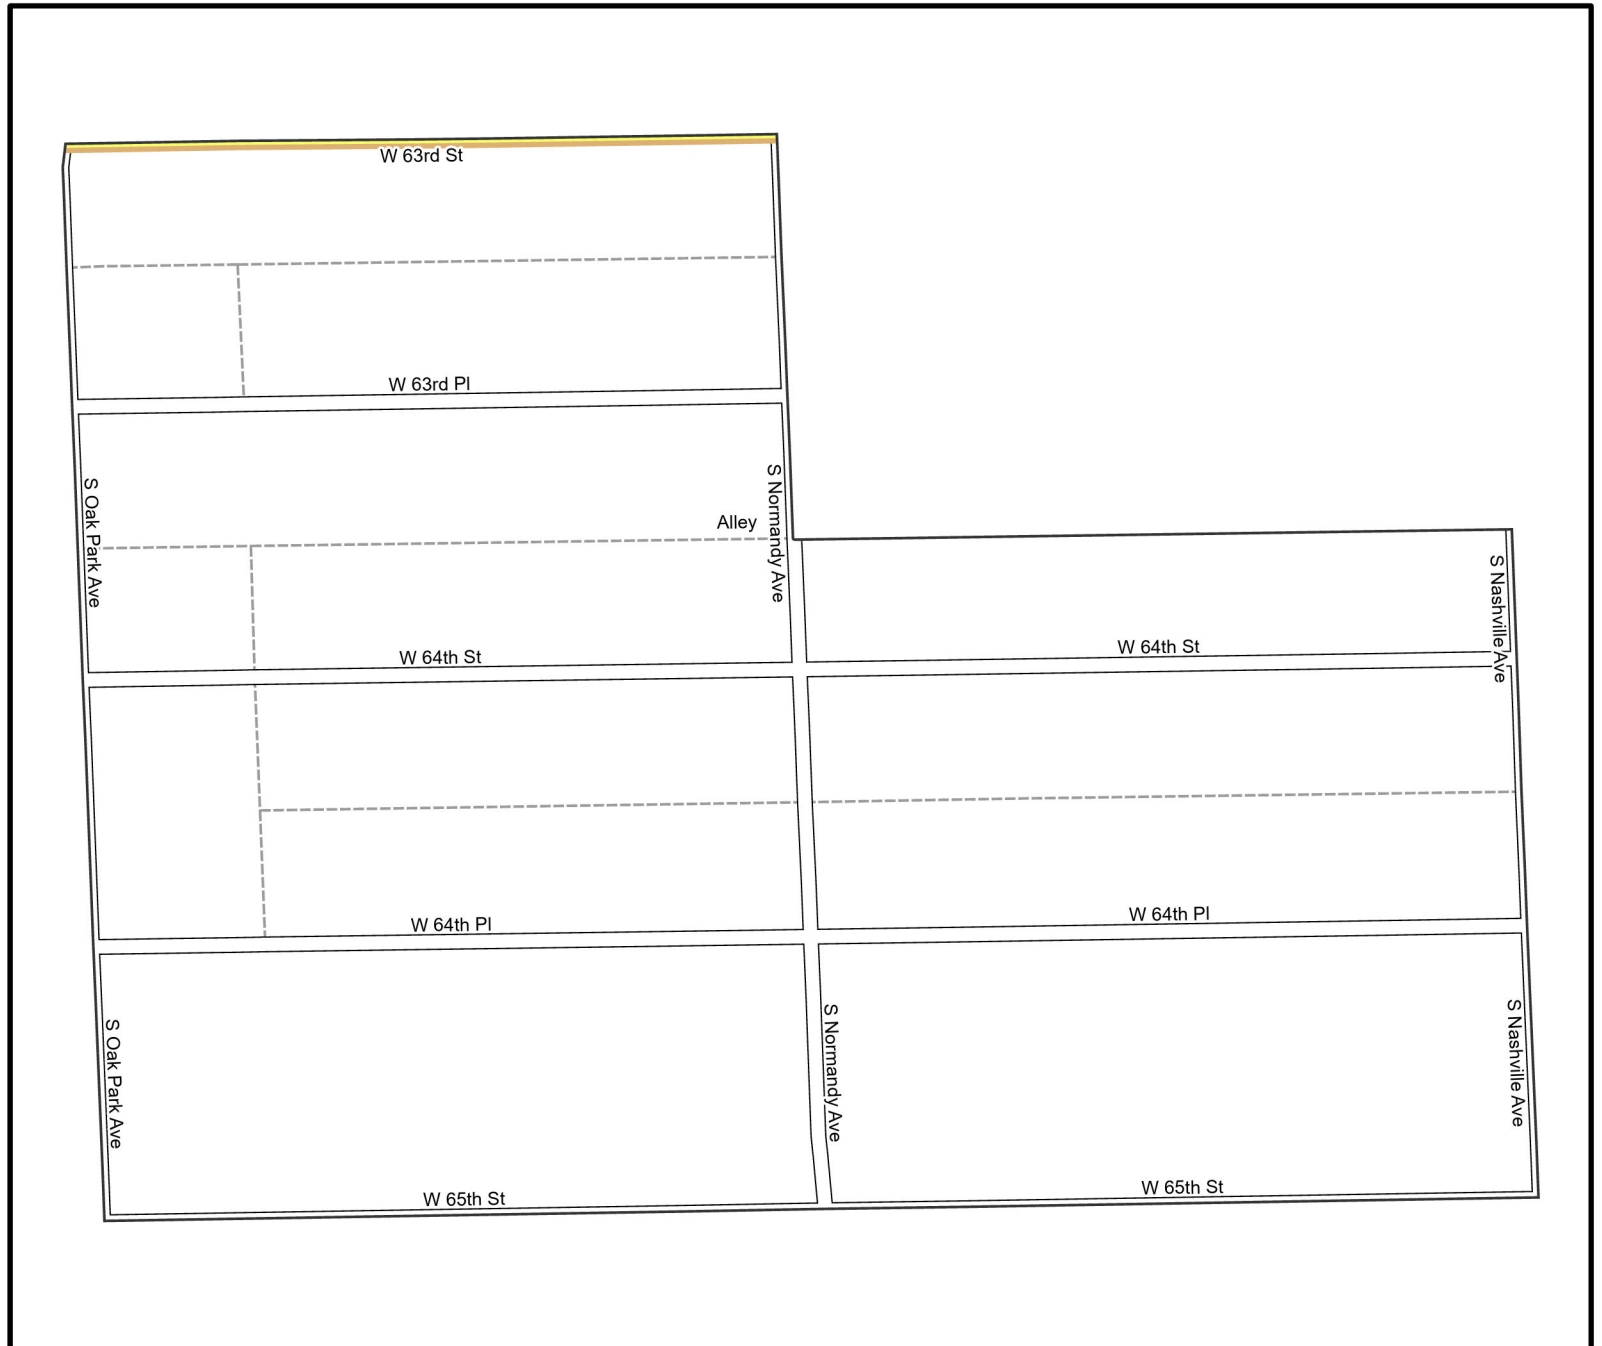 W 63rd St
W 63rd Pl
S Oak Park Ave
S Normandy Ave
Alley
S Nashville Ave
W 64th St
W 64th St
W 64th Pl
W 64th Pl
S Oak Park Ave
S Normandy Ave
S Nashville Ave
W 65th St
W 65th St